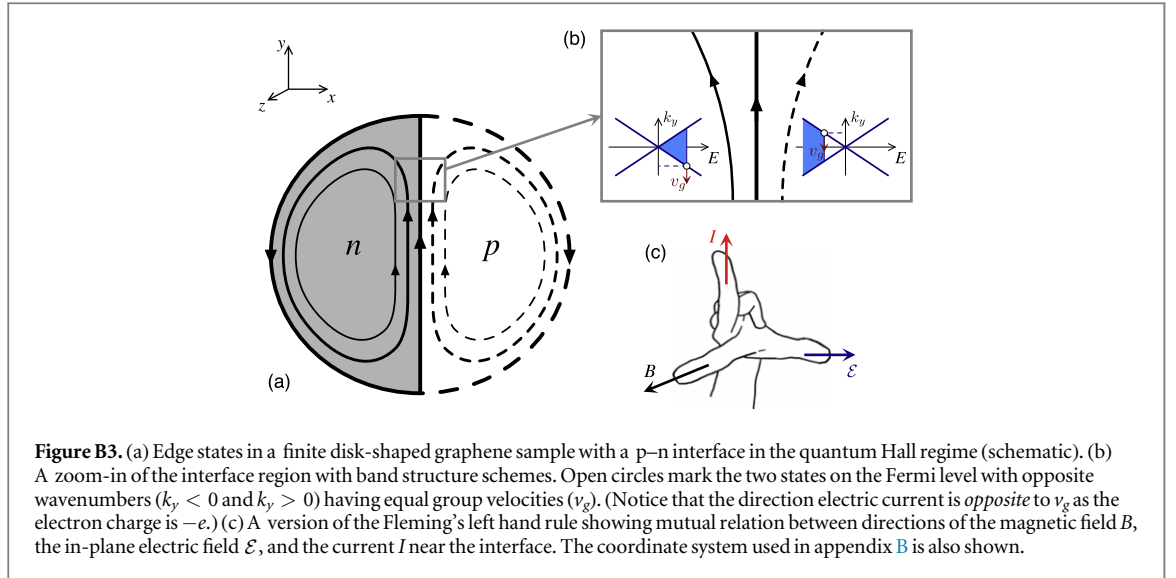 (b)
y
x
z
k_y
E
v_g
k_y
E
v_g
n
p
(a)
(c)
I
B
ℰ
Figure B3. (a) Edge states in a finite disk-shaped graphene sample with a p–n interface in the quantum Hall regime (schematic). (b)
A zoom-in of the interface region with band structure schemes. Open circles mark the two states on the Fermi level with opposite
wavenumbers (k_y < 0 and k_y > 0) having equal group velocities (v_g). (Notice that the direction electric current is opposite to v_g as the
electron charge is −e.) (c) A version of the Fleming's left hand rule showing mutual relation between directions of the magnetic field B,
the in-plane electric field ℰ, and the current I near the interface. The coordinate system used in appendix B is also shown.